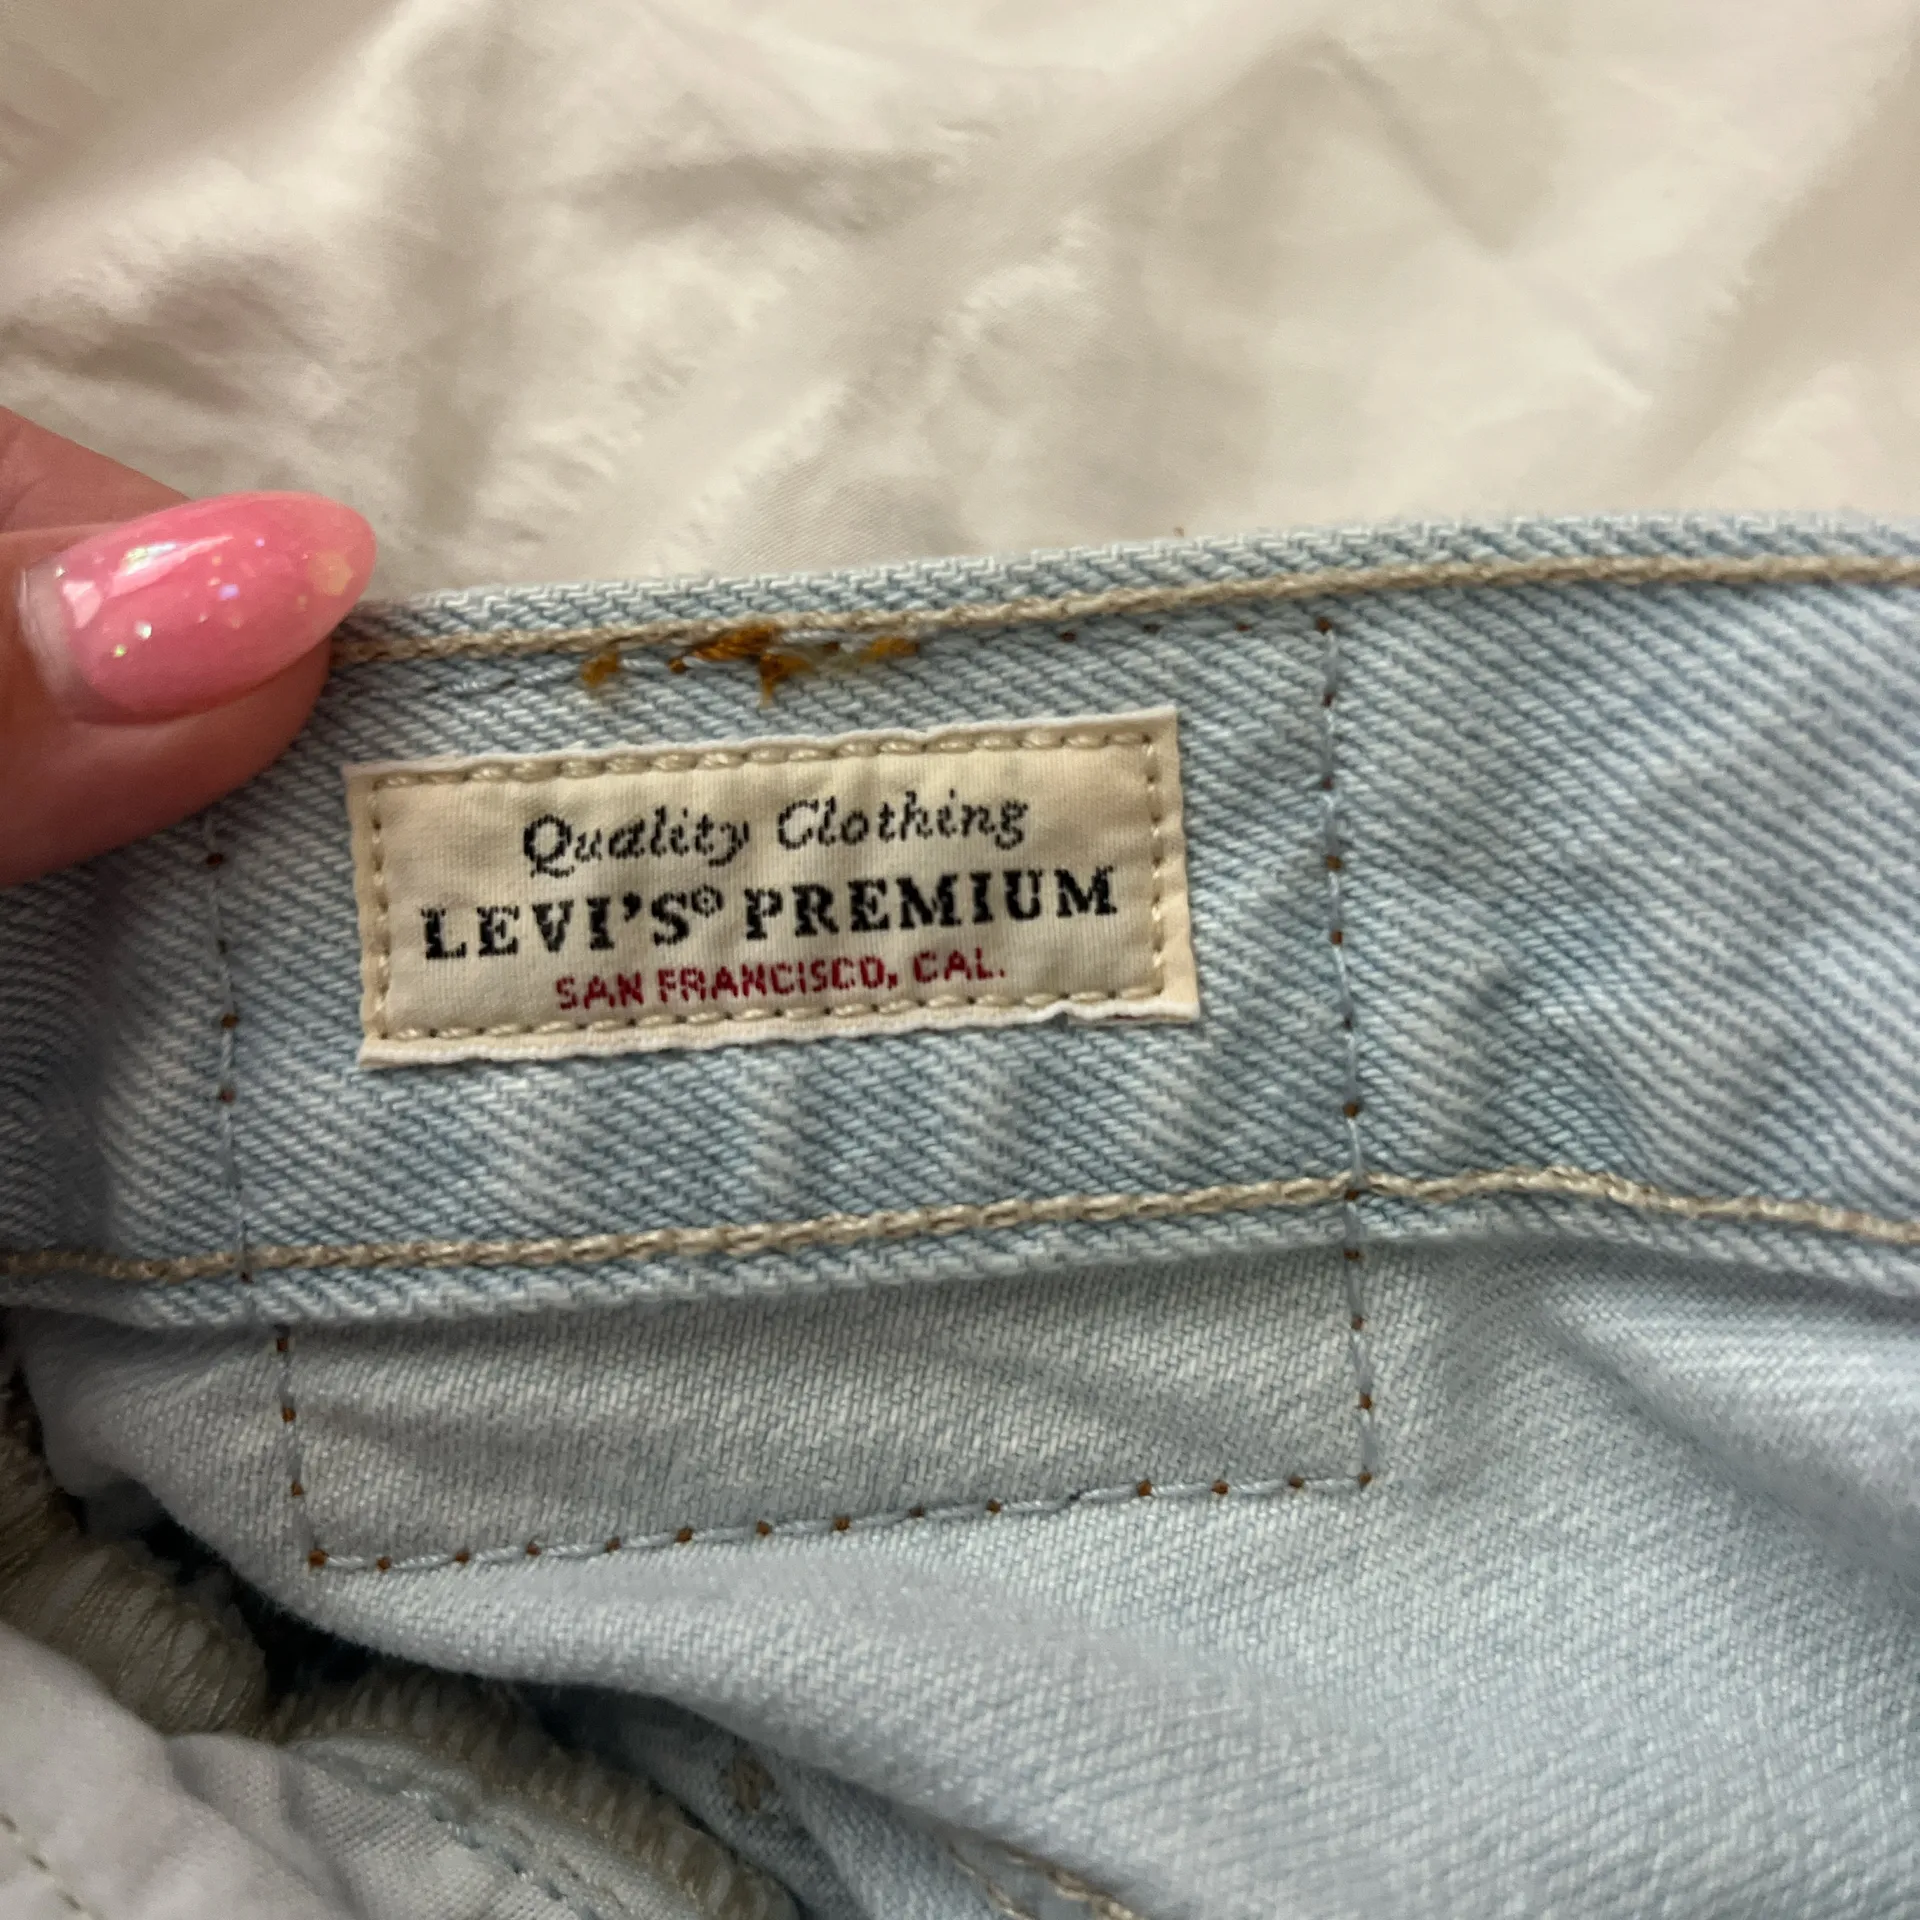 Quality Clothing
LEVI'S® PREMIUM
SAN FRANCISCO, CAL.